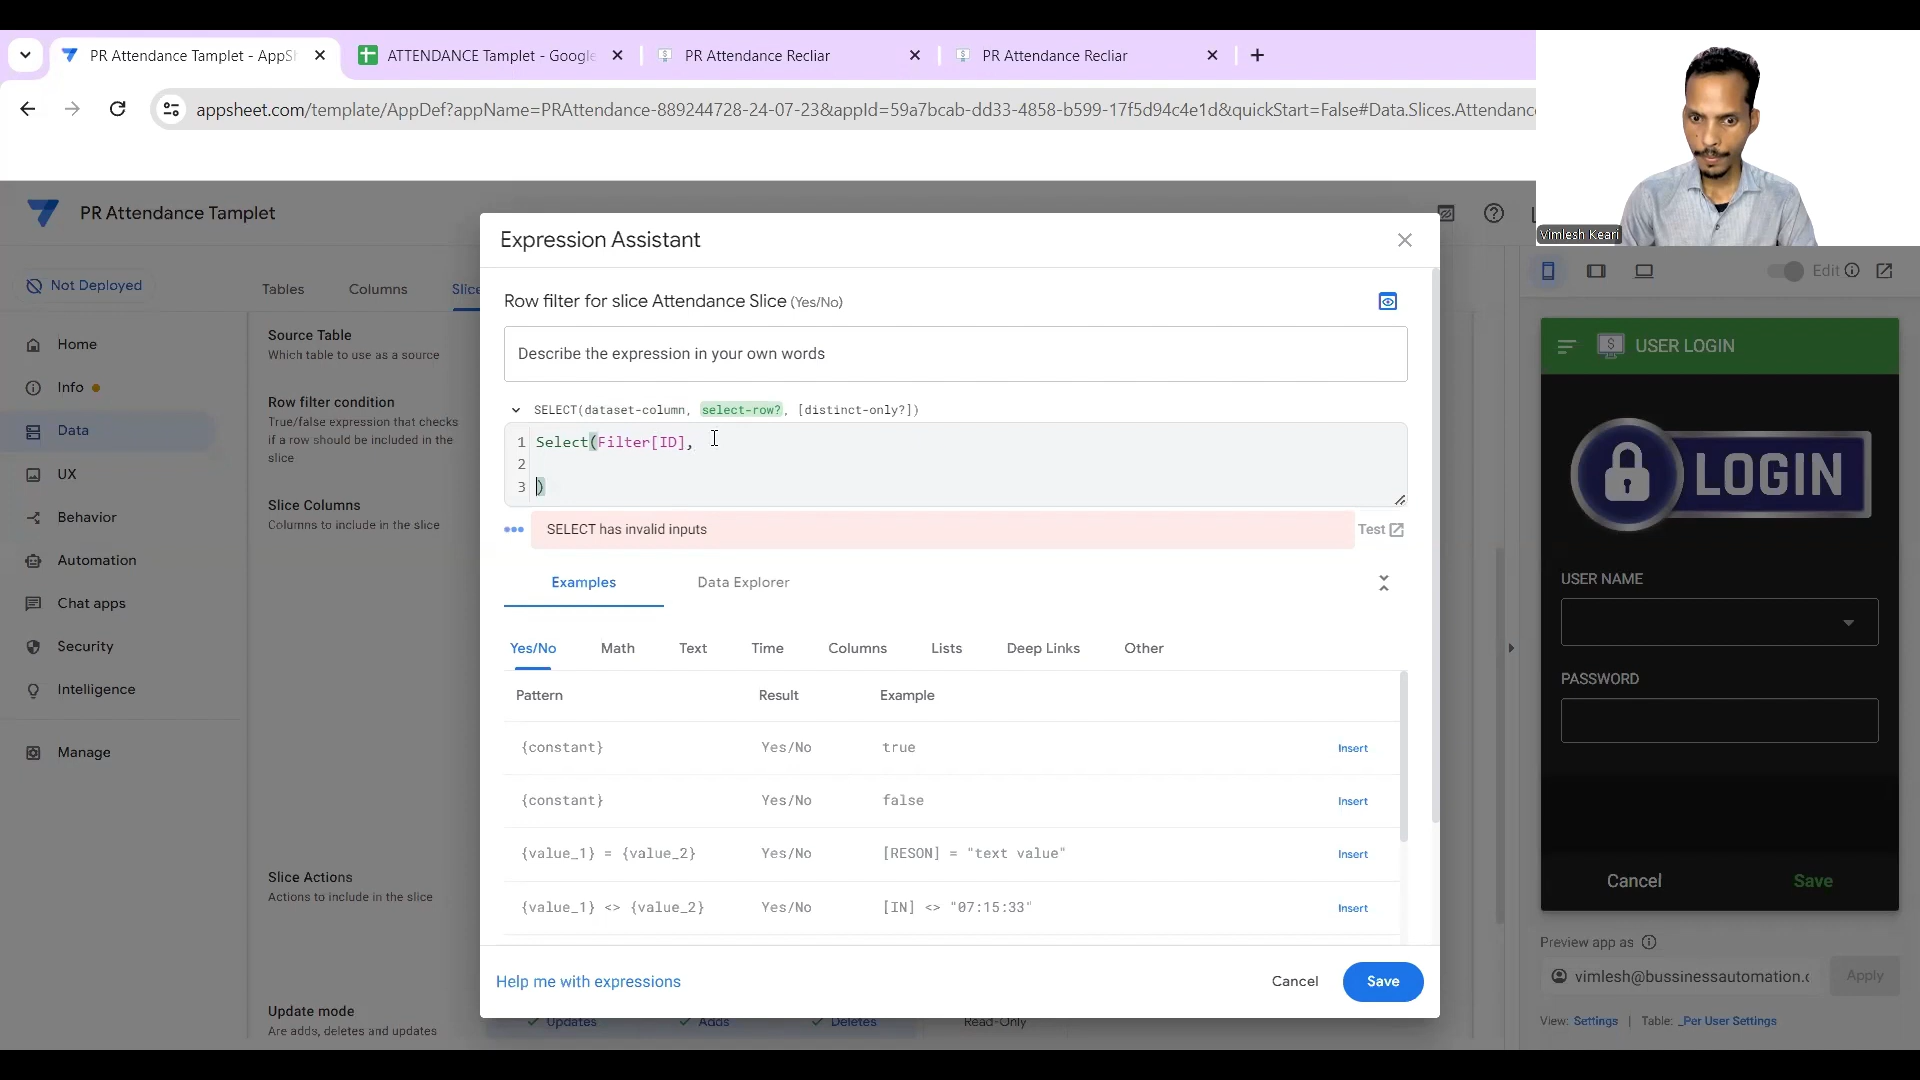 PR Attendance Tamplet - AppSh
ATTENDANCE Tamplet - Google
PR Attendance Recliar
PR Attendance Recliar
appsheet.com/template/AppDef?appName=PRAttendance-889244728-24-07-23&appId=59a7bcab-dd33-4858-b599-17f5d94c4e1d&quickStart=False#Data.Slices.Attendance
Vimlesh Keari
PR Attendance Tamplet
Not Deployed
Home
Info
Data
UX
Behavior
Automation
Chat apps
Security
Intelligence
Manage
Tables
Columns
Slice
Source Table
Which table to use as a source
Row filter condition
True/false expression that checks
if a row should be included in the
slice
Slice Columns
Columns to include in the slice
Slice Actions
Actions to include in the slice
Update mode
Are adds, deletes and updates
Updates
Adds
Deletes
Read-Only
Expression Assistant
Row filter for slice Attendance Slice (Yes/No)
Describe the expression in your own words
SELECT(dataset-column, select-row?, [distinct-only?])
1 Select(Filter[ID],
2
3 )
SELECT has invalid inputs
Test
Examples
Data Explorer
Yes/No
Math
Text
Time
Columns
Lists
Deep Links
Other
Pattern Result Example
{constant} Yes/No true Insert
{constant} Yes/No false Insert
{value_1} = {value_2} Yes/No [RESON] = "text value" Insert
{value_1} <> {value_2} Yes/No [IN] <> "07:15:33" Insert
Help me with expressions
Cancel
Save
Edit
$ USER LOGIN
LOGIN
USER NAME
PASSWORD
Cancel
Save
Preview app as
vimlesh@bussinessautomation.c
Apply
View: Settings | Table: _Per User Settings